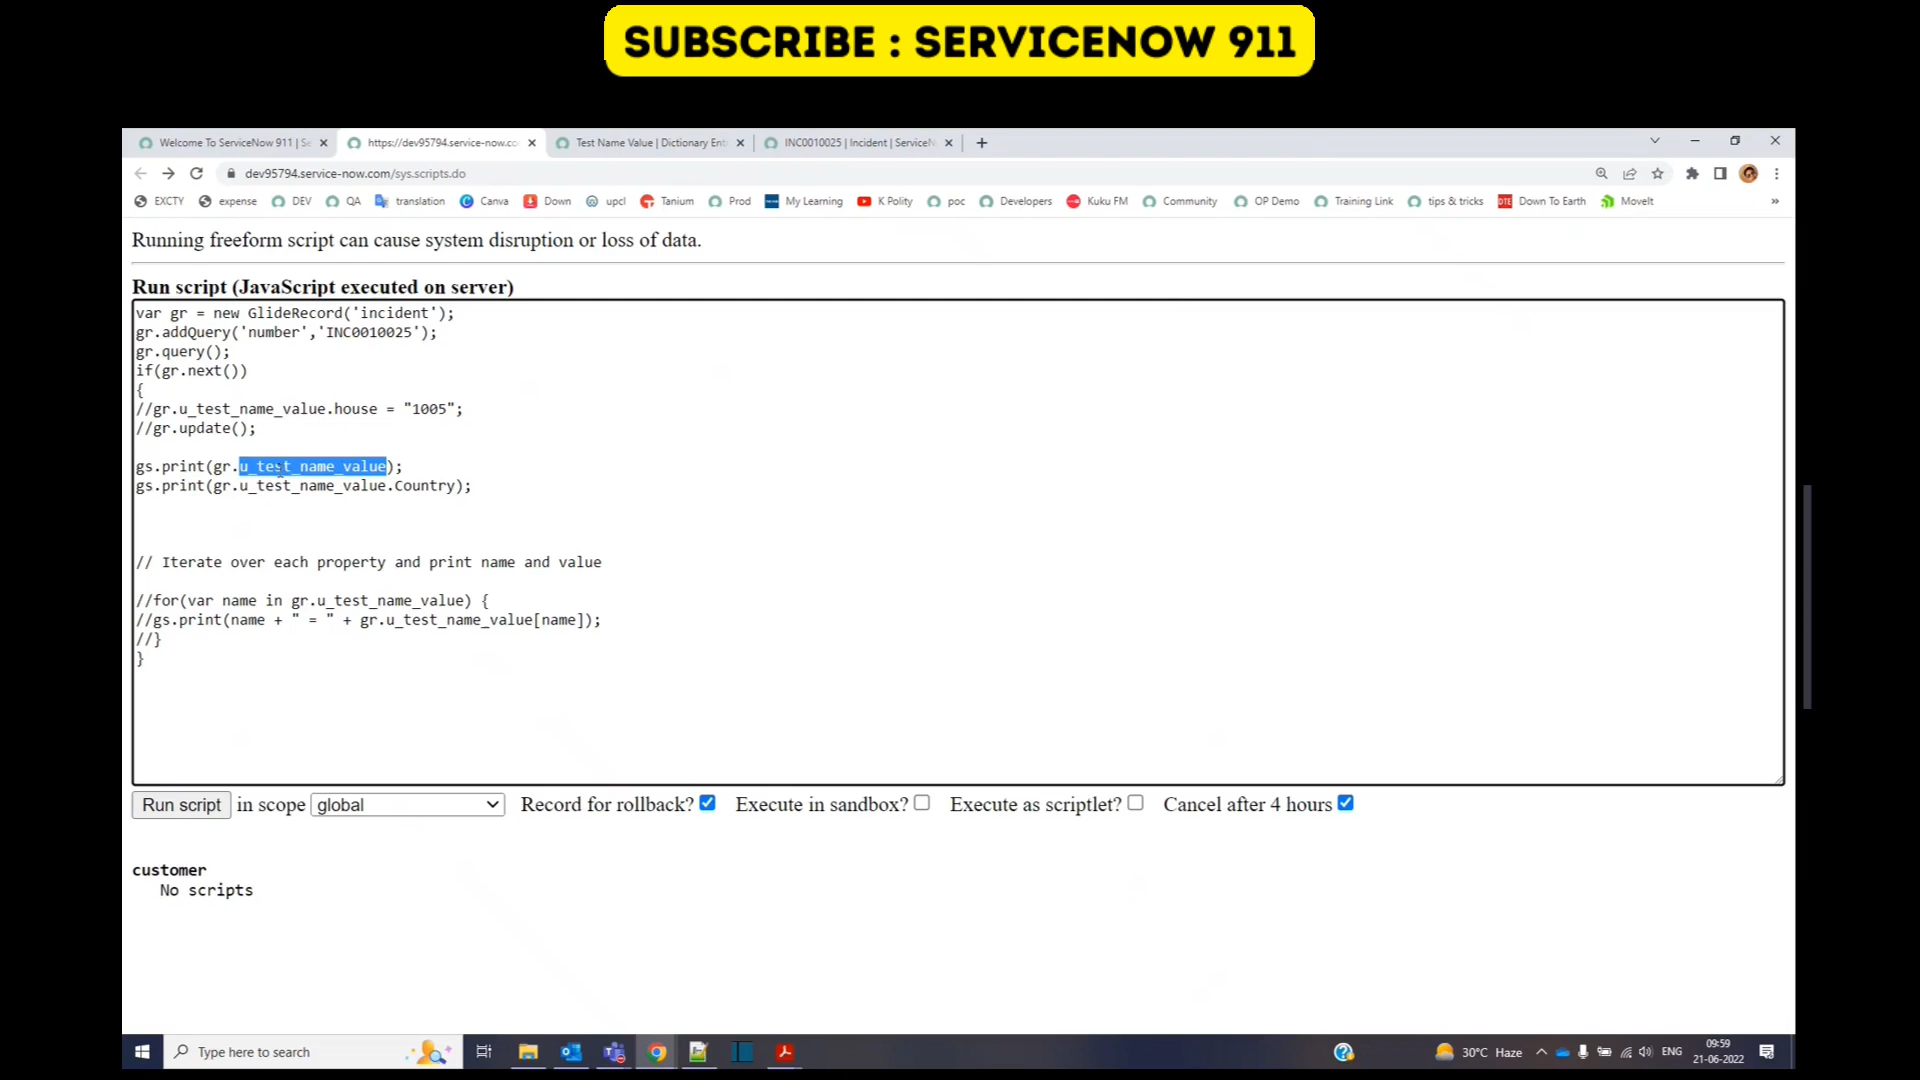 SUBSCRIBE : SERVICENOW 911
Welcome To ServiceNow 911 | Se
https://dev95794.service-now.co
Test Name Value | Dictionary Ent
INC0010025 | Incident | ServiceN
dev95794.service-now.com/sys.scripts.do
EXCTY expense DEV QA translation Canva Down upcl Tanium Prod My Learning K Polity poc Developers Kuku FM Community OP Demo Training Link tips & tricks DTE Down To Earth MoveIt »
Running freeform script can cause system disruption or loss of data.
Run script (JavaScript executed on server)
var gr = new GlideRecord('incident');
gr.addQuery('number','INC0010025');
gr.query();
if(gr.next())
{
//gr.u_test_name_value.house = "1005";
//gr.update();
gs.print(gr.u_test_name_value);
gs.print(gr.u_test_name_value.Country);
// Iterate over each property and print name and value
//for(var name in gr.u_test_name_value) {
//gs.print(name + " = " + gr.u_test_name_value[name]);
//}
}
Run script in scope global Record for rollback? Execute in sandbox? Execute as scriptlet? Cancel after 4 hours
customer
No scripts
Type here to search
30°C Haze
ENG
09:59
21-06-2022